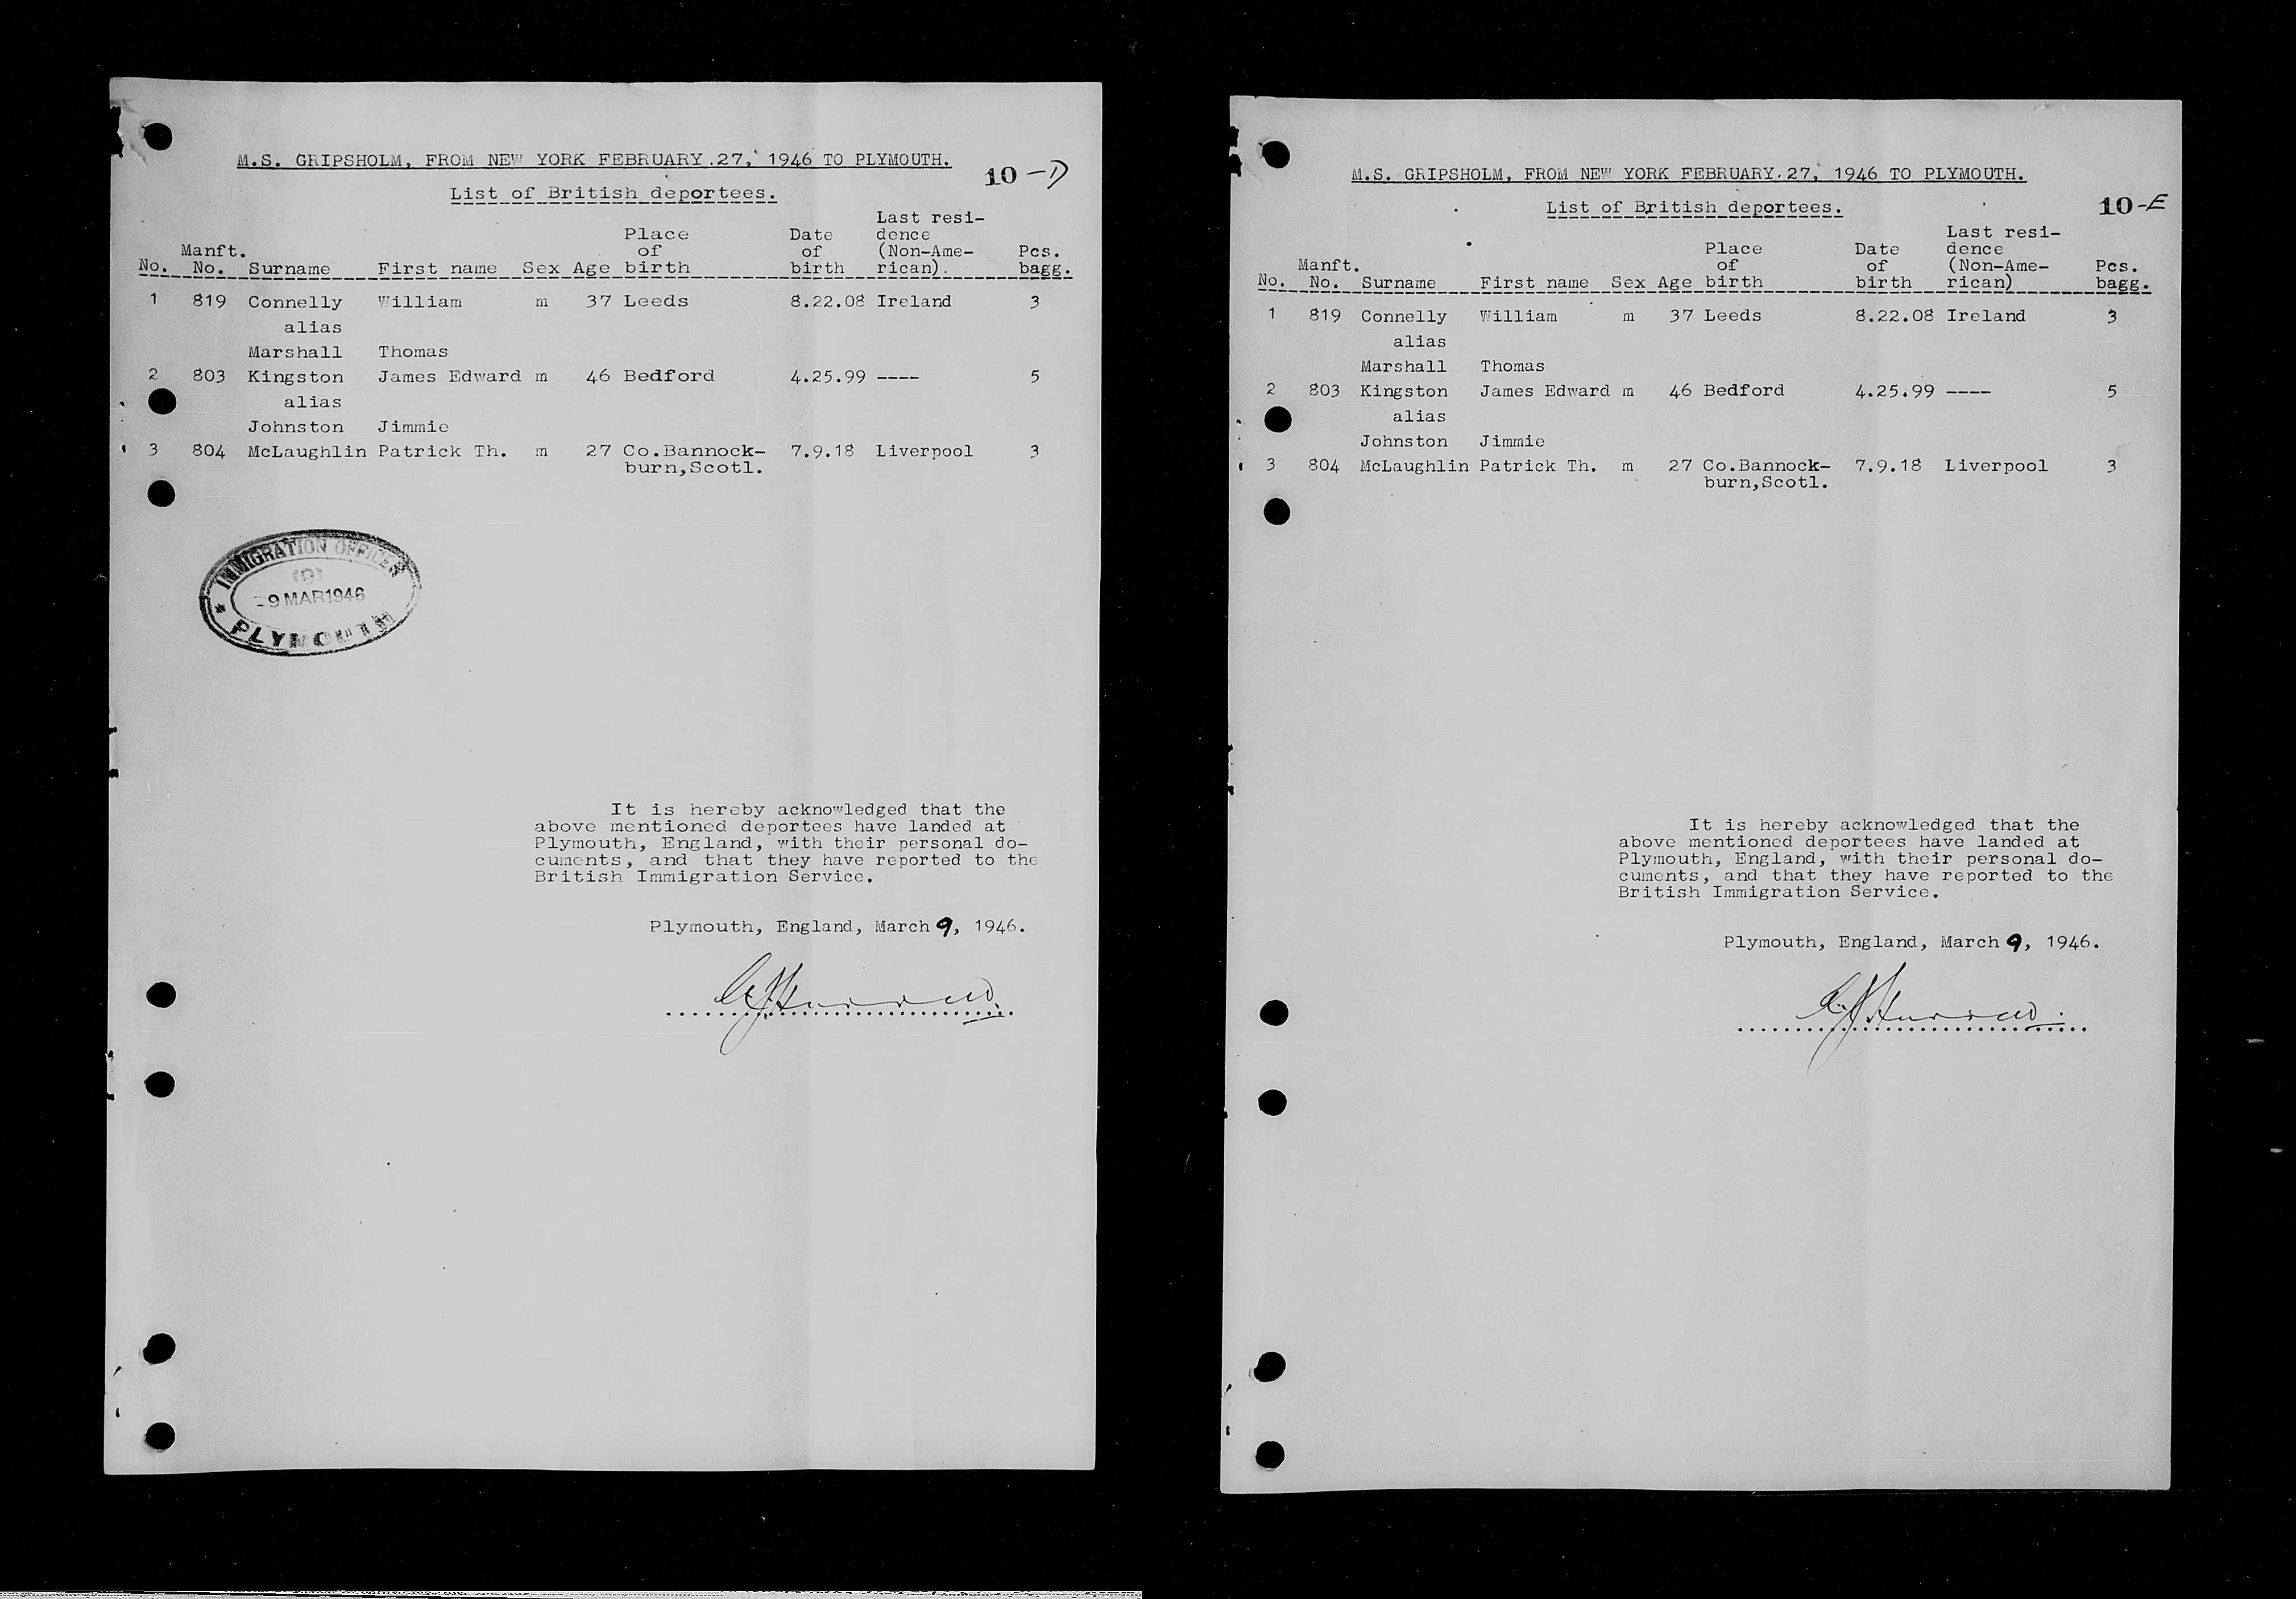 M.S. GRIPSHOLM, FROM NEW YORK FEBRUARY.27, 1946 TO PLYMOUTH.
10-D
List of British deportees.
Last resi-
Place Date dence
Manft. of of (Non-Ame- Pcs.
No. No. Surname First name Sex Age birth birth rican). bagg.
1 819 Connelly William m 37 Leeds 8.22.08 Ireland 3
alias
Marshall Thomas
2 803 Kingston James Edward m 46 Bedford 4.25.99 ---- 5
alias
Johnston Jimmie
3 804 McLaughlin Patrick Th. m 27 Co.Bannock- 7.9.18 Liverpool 3
burn,Scotl.
IMMIGRATION OFFICER
-9 MAR 1946
PLYMOUTH
It is hereby acknowledged that the
above mentioned deportees have landed at
Plymouth, England, with their personal do-
cuments, and that they have reported to the
British Immigration Service.
Plymouth, England, March 9, 1946.
M.S. GRIPSHOLM, FROM NEW YORK FEBRUARY.27, 1946 TO PLYMOUTH.
10-E
List of British deportees.
Last resi-
Place Date dence
Manft. of of (Non-Ame- Pcs.
No. No. Surname First name Sex Age birth birth rican) bagg.
1 819 Connelly William m 37 Leeds 8.22.08 Ireland 3
alias
Marshall Thomas
2 803 Kingston James Edward m 46 Bedford 4.25.99 ---- 5
alias
Johnston Jimmie
3 804 McLaughlin Patrick Th. m 27 Co.Bannock- 7.9.18 Liverpool 3
burn,Scotl.
It is hereby acknowledged that the
above mentioned deportees have landed at
Plymouth, England, with their personal do-
cuments, and that they have reported to the
British Immigration Service.
Plymouth, England, March 9, 1946.